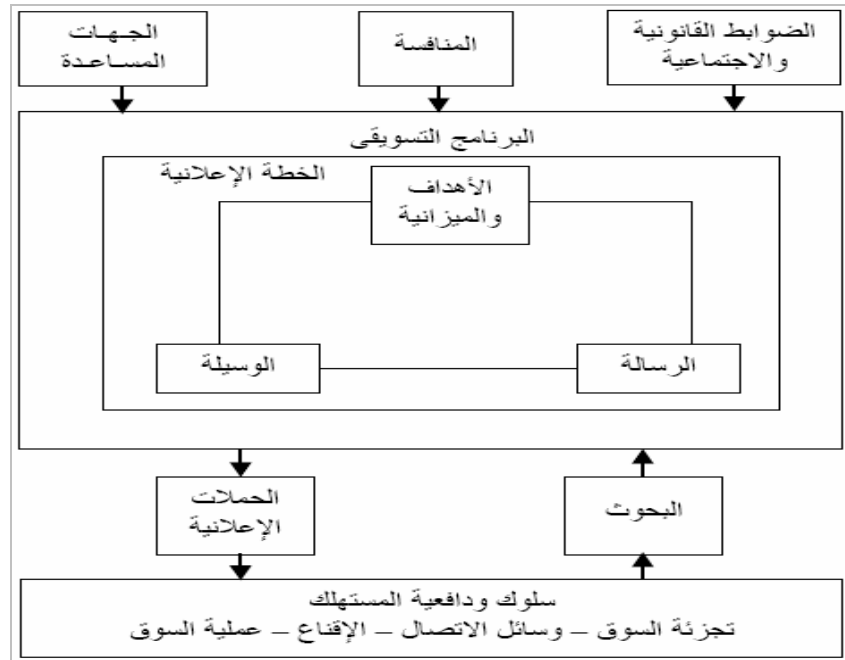 الضوابط القانونية
والاجتماعية
المنافسة
الجهات
المساعدة
البرنامج التسويقى
الخطة الإعلانية
الأهداف
والميزانية
الرسالة
الوسيلة
البحوث
الحملات
الإعلانية
سلوك ودافعية المستهلك
تجزئة السوق – وسائل الاتصال – الإقناع – عملية السوق